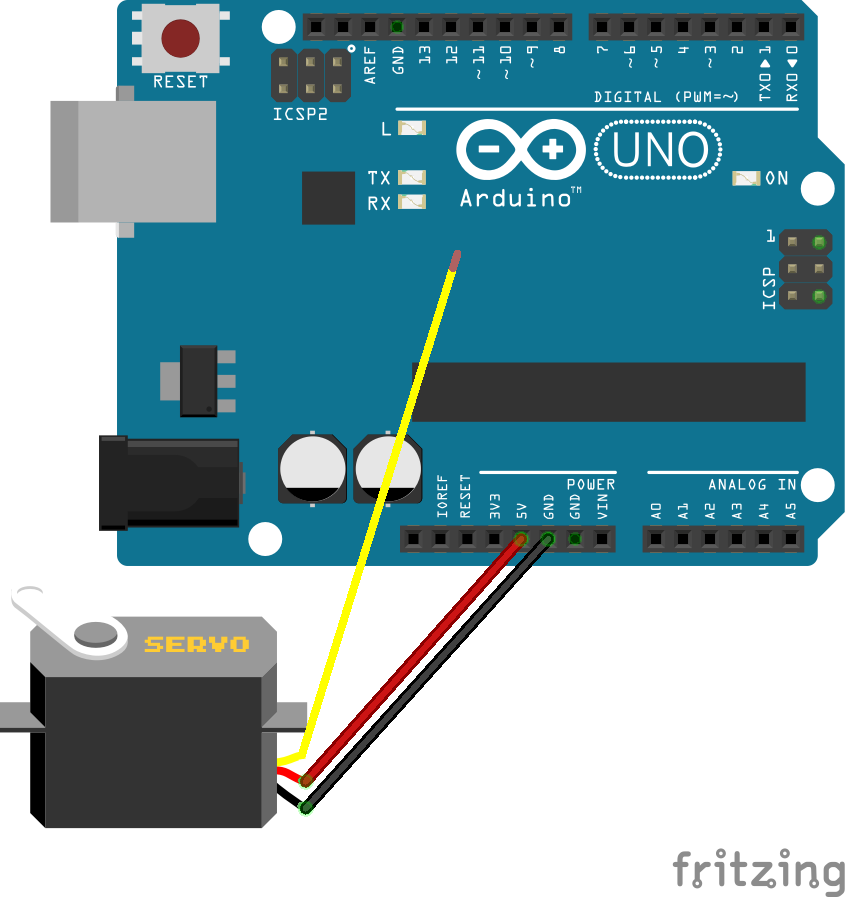 RESET
AREF
GND
13
12
~11
~10
~9
8
7
~6
~5
4
~3
2
TX0▶1
RX0◀0
ICSP2
DIGITAL (PWM=~)
L
TX
RX
UNO
Arduino™
ON
1
ICSP
POWER
ANALOG IN
IOREF
RESET
3V3
5V
GND
GND
VIN
A0
A1
A2
A3
A4
A5
SERVO
fritzing